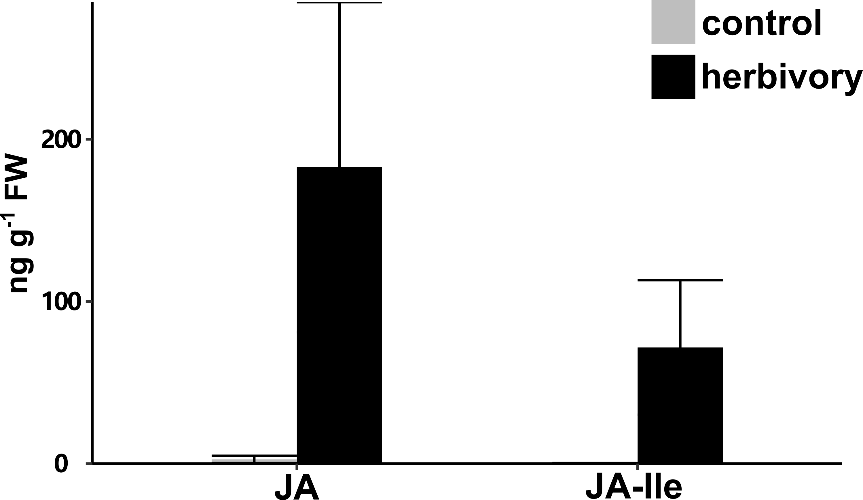 control
herbivory
ng g-1 FW
200
100
0
JA
JA-Ile